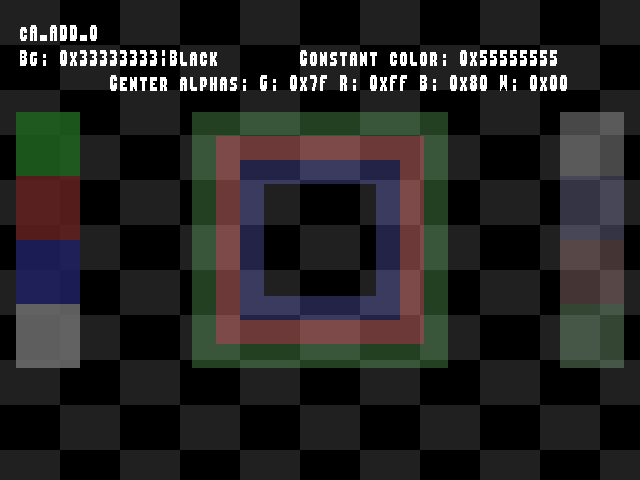 cA_ADD_0
Bg: 0x33333333¦Black Constant color: 0x55555555
Center alphas: G: 0x7F R: 0xFF B: 0x80 W: 0x00